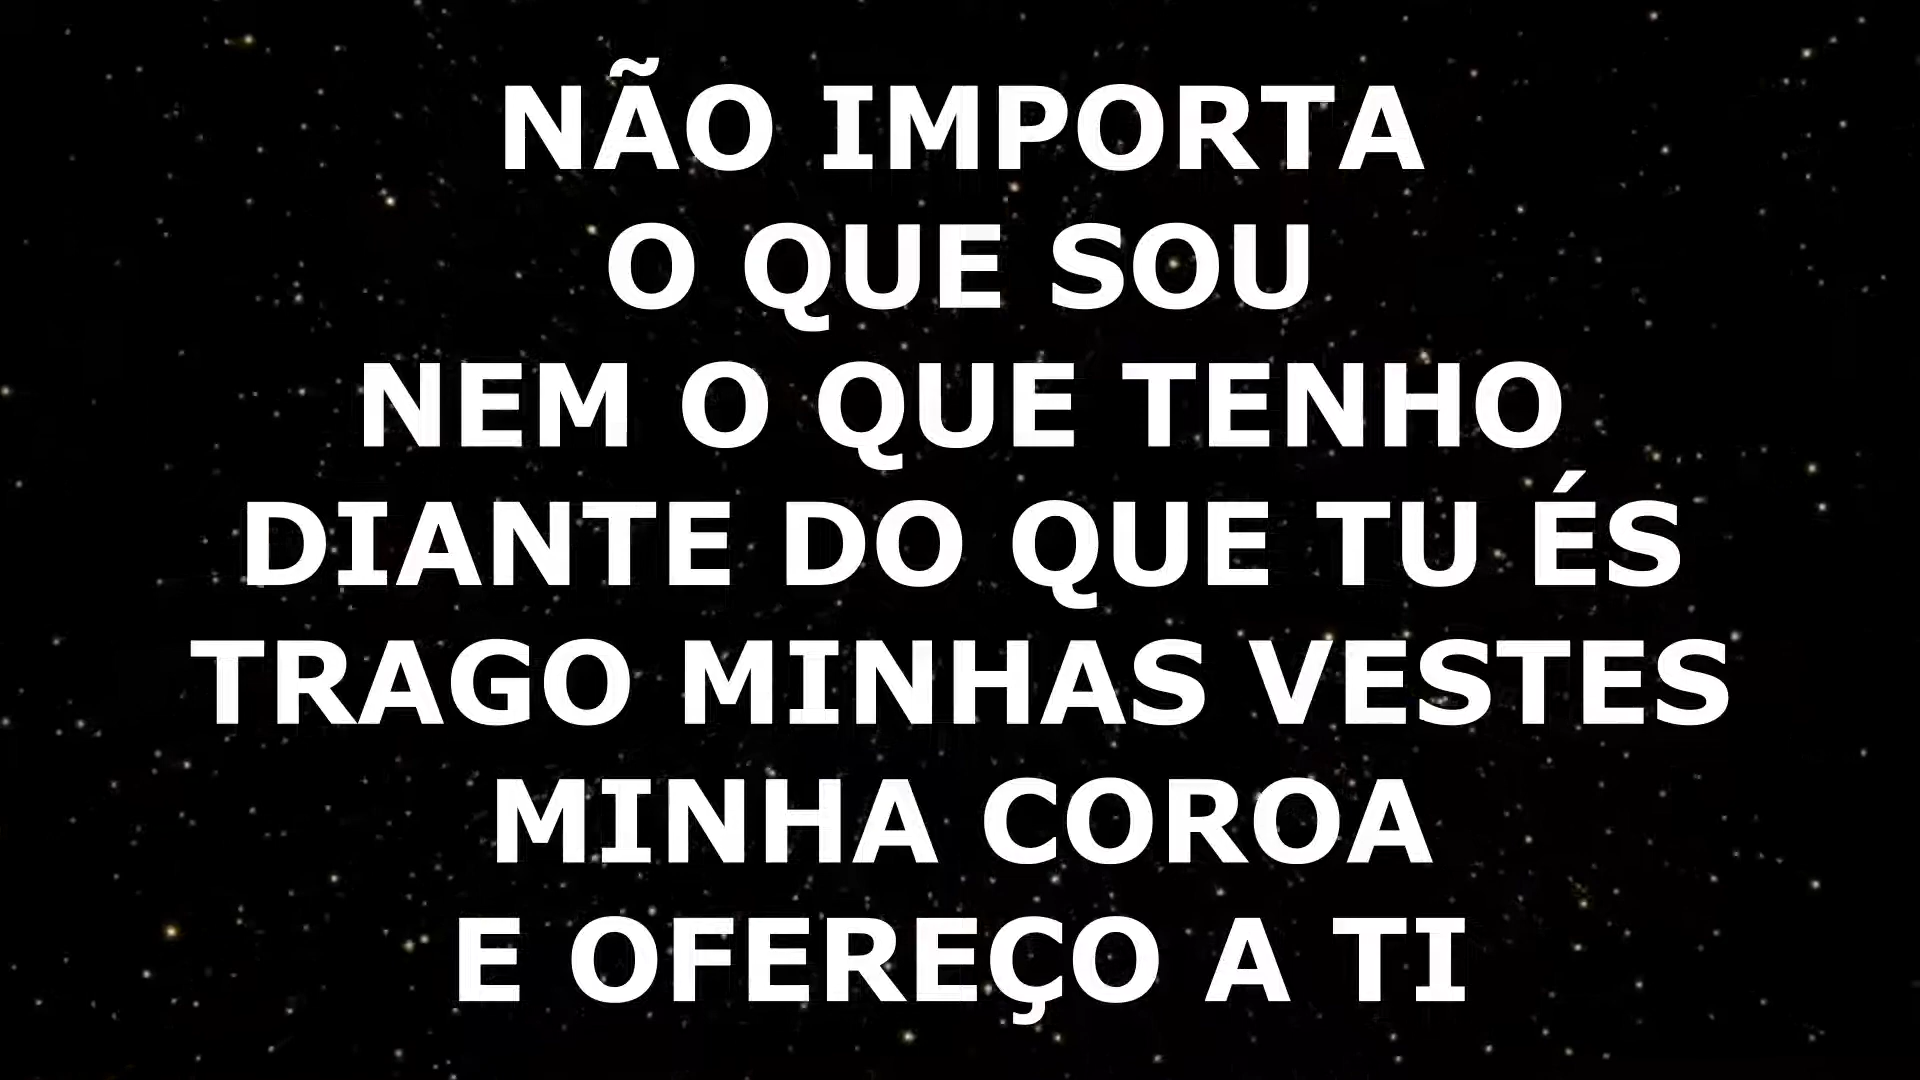 NÃO IMPORTA
O QUE SOU
NEM O QUE TENHO
DIANTE DO QUE TU ÉS
TRAGO MINHAS VESTES
MINHA COROA
E OFEREÇO A TI